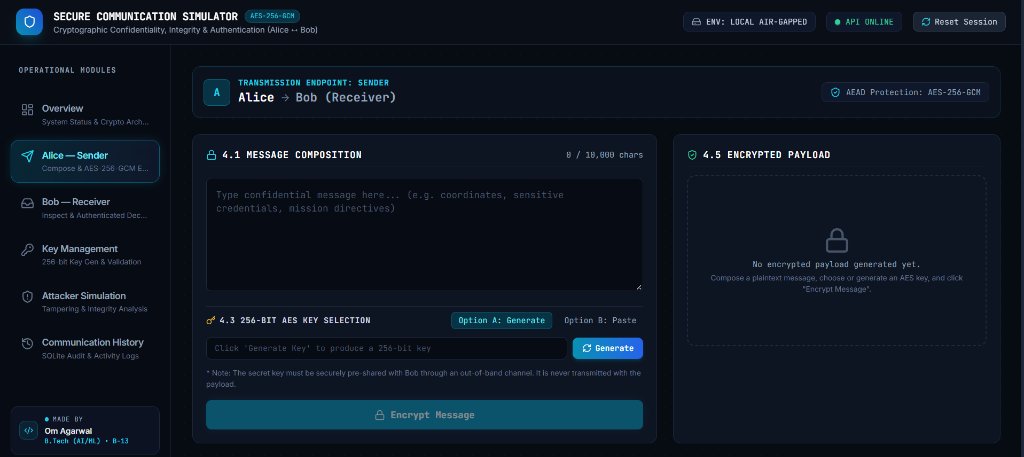 SECURE COMMUNICATION SIMULATOR AES-256-GCM
Cryptographic Confidentiality, Integrity & Authentication (Alice ↔ Bob)
ENV: LOCAL AIR-GAPPED
API ONLINE
Reset Session
OPERATIONAL MODULES
Overview
System Status & Crypto Arch...
Alice — Sender
Compose & AES-256-GCM E...
Bob — Receiver
Inspect & Authenticated Dec...
Key Management
256-bit Key Gen & Validation
Attacker Simulation
Tampering & Integrity Analysis
Communication History
SQLite Audit & Activity Logs
MADE BY
Om Agarwal
B.Tech (AI/ML) • B-13
A
TRANSMISSION ENDPOINT: SENDER
Alice → Bob (Receiver)
AEAD Protection: AES-256-GCM
4.1 MESSAGE COMPOSITION
0 / 10,000 chars
Type confidential message here... (e.g. coordinates, sensitive
credentials, mission directives)
4.3 256-BIT AES KEY SELECTION
Option A: Generate
Option B: Paste
Click 'Generate Key' to produce a 256-bit key
Generate
* Note: The secret key must be securely pre-shared with Bob through an out-of-band channel. It is never transmitted with the
payload.
Encrypt Message
4.5 ENCRYPTED PAYLOAD
No encrypted payload generated yet.
Compose a plaintext message, choose or generate an AES key, and click
"Encrypt Message".